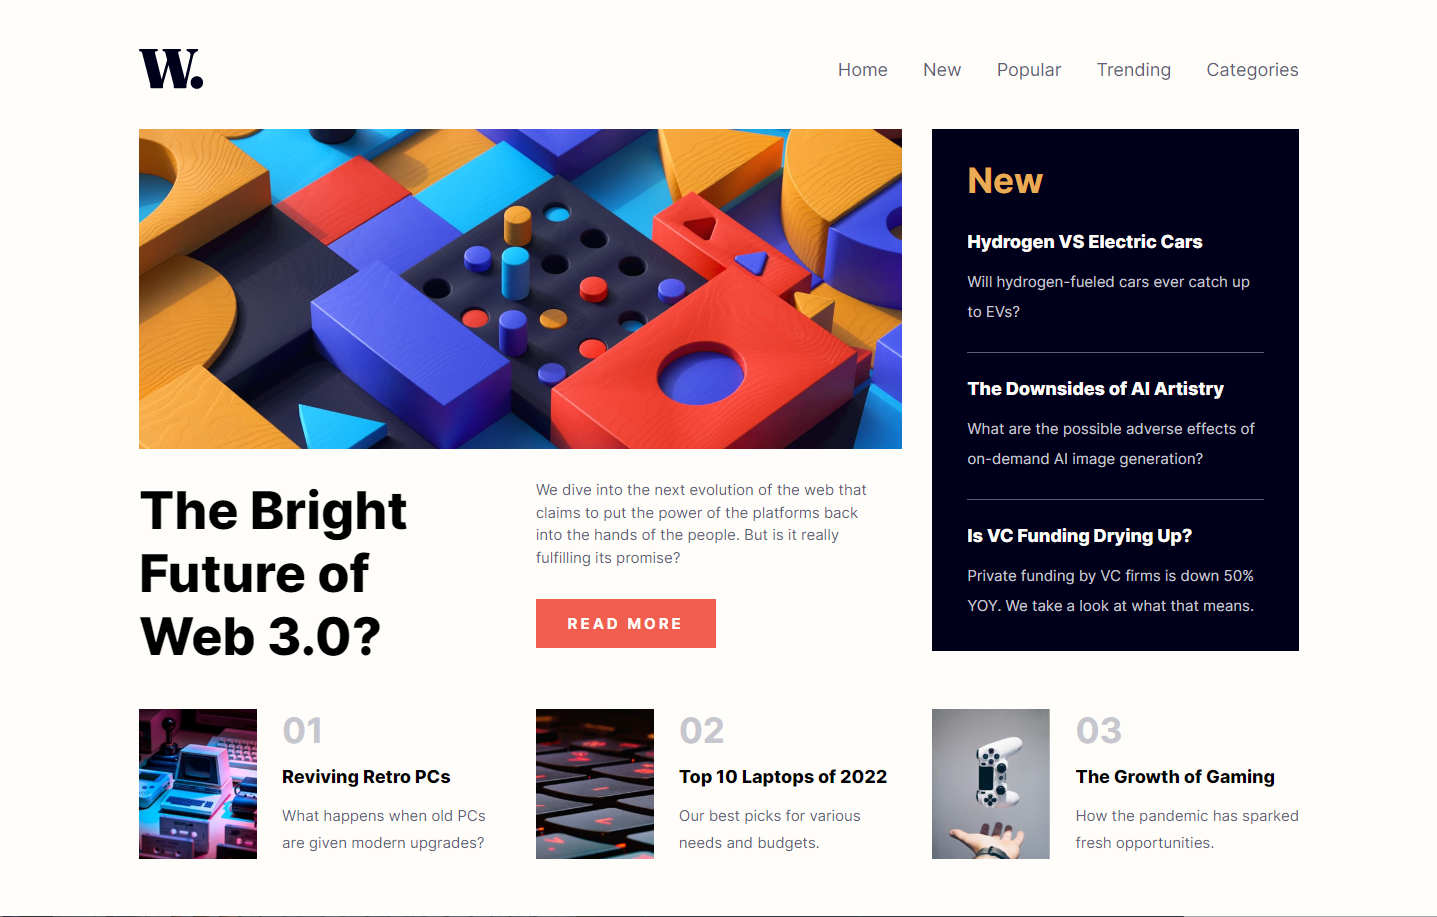 W.
Home New Popular Trending Categories
New
Hydrogen VS Electric Cars
Will hydrogen-fueled cars ever catch up
to EVs?
The Downsides of AI Artistry
What are the possible adverse effects of
on-demand AI image generation?
Is VC Funding Drying Up?
Private funding by VC firms is down 50%
YOY. We take a look at what that means.
The Bright
Future of
Web 3.0?
We dive into the next evolution of the web that
claims to put the power of the platforms back
into the hands of the people. But is it really
fulfilling its promise?
READ MORE
01
Reviving Retro PCs
What happens when old PCs
are given modern upgrades?
02
Top 10 Laptops of 2022
Our best picks for various
needs and budgets.
03
The Growth of Gaming
How the pandemic has sparked
fresh opportunities.